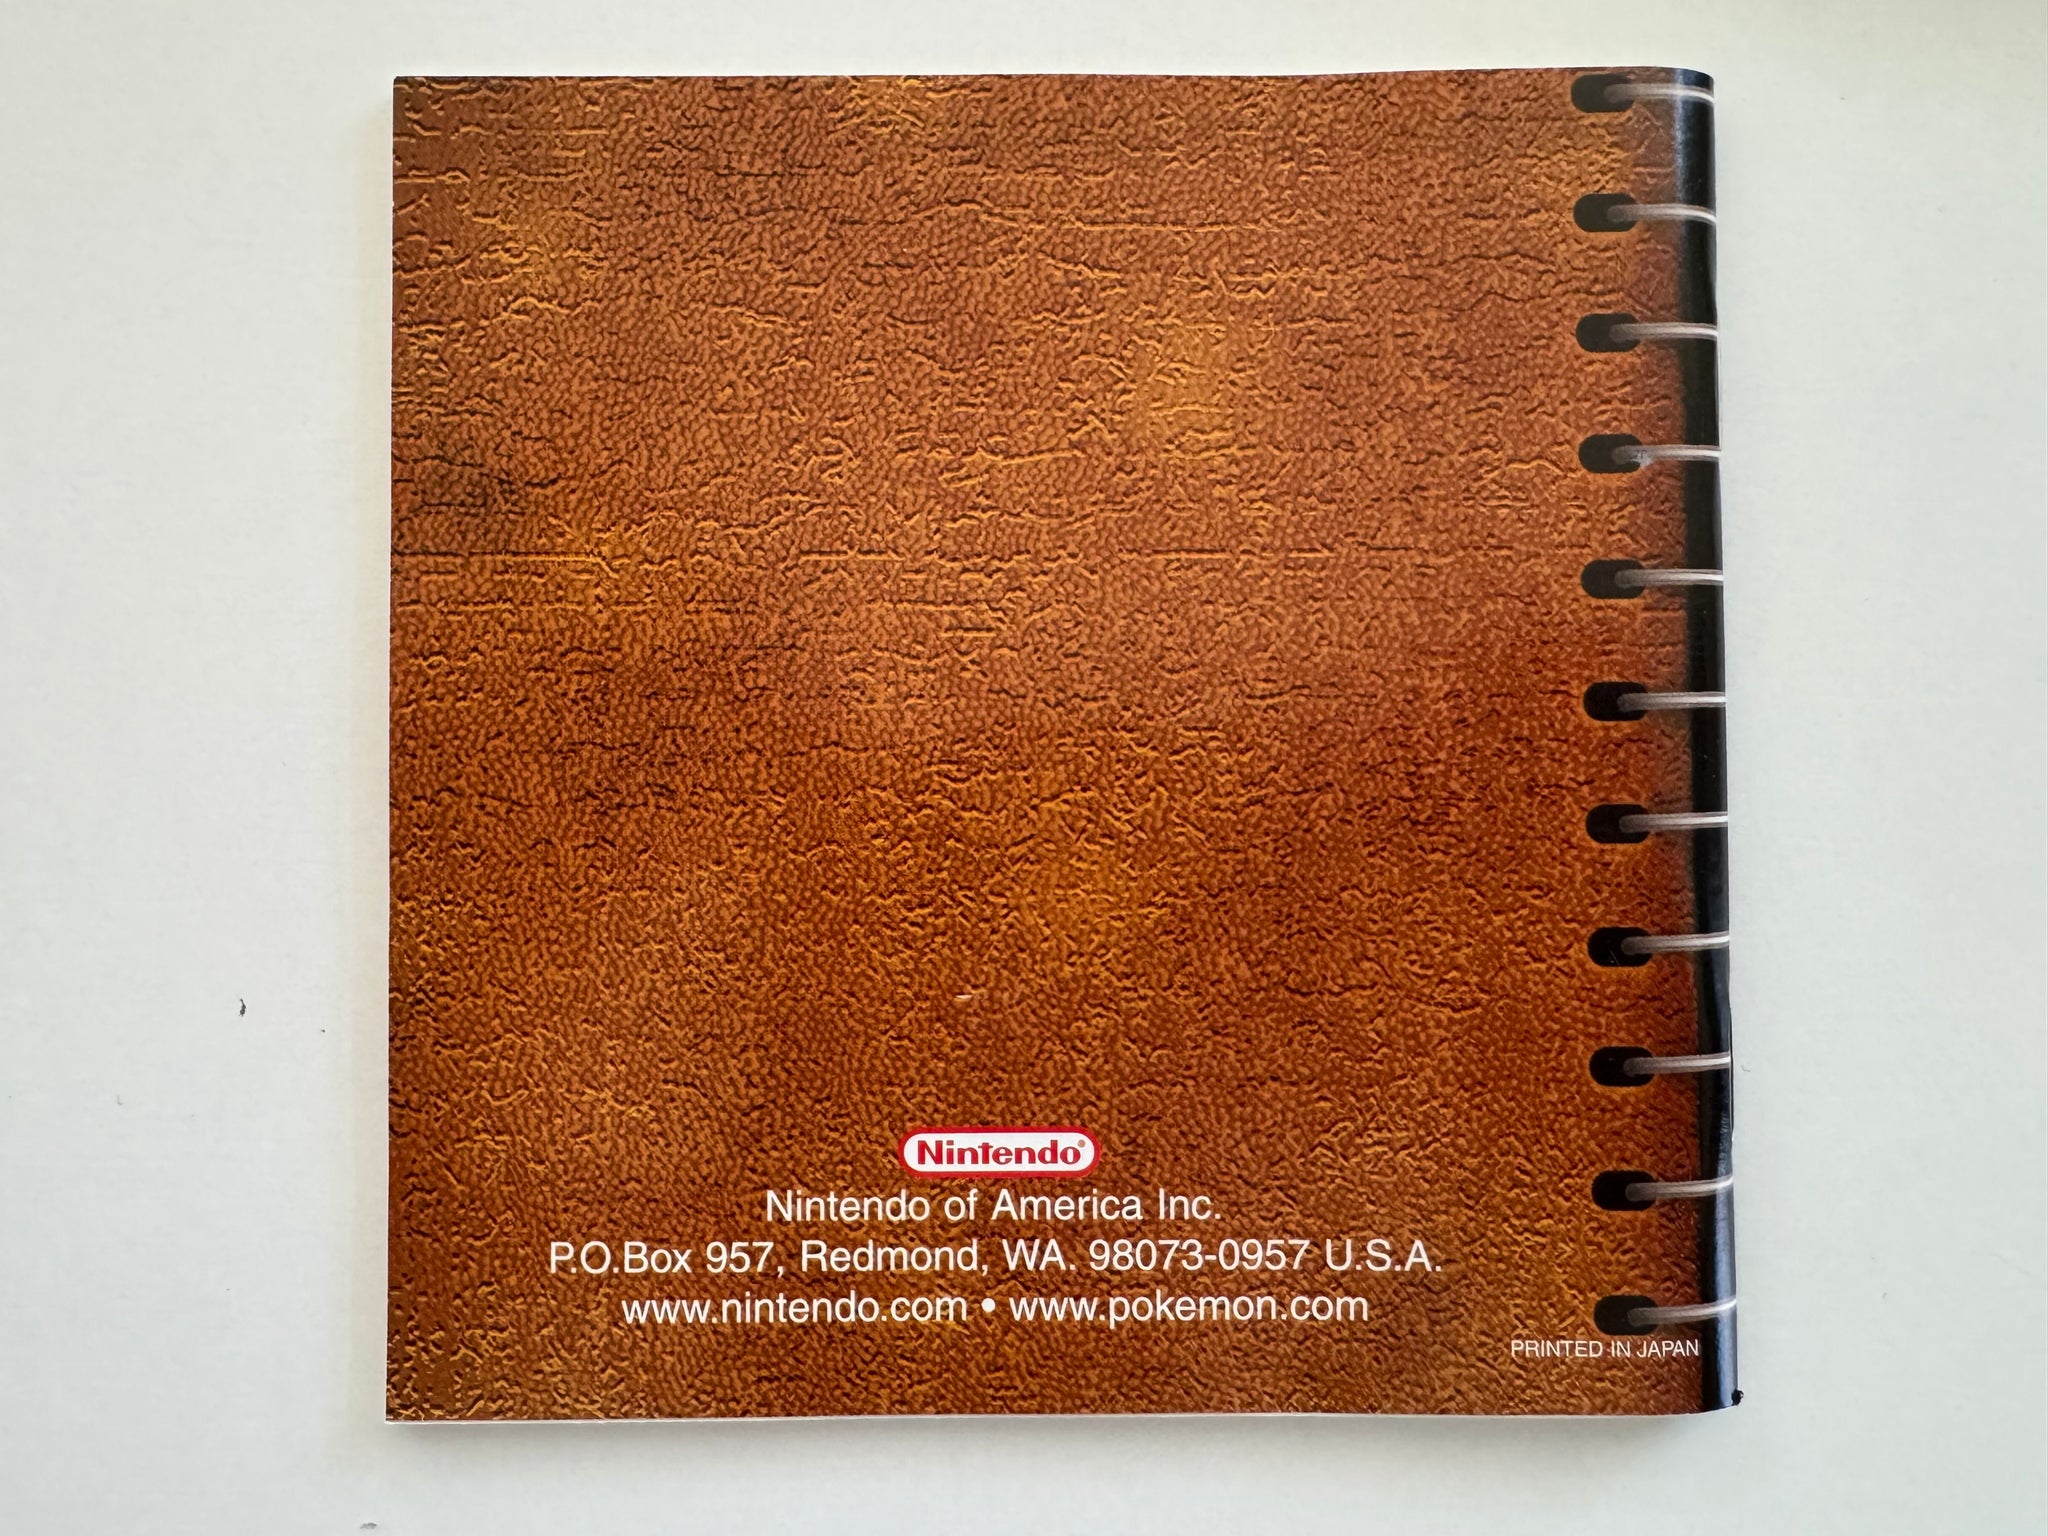 Nintendo®
Nintendo of America Inc.
P.O.Box 957, Redmond, WA. 98073-0957 U.S.A.
www.nintendo.com • www.pokemon.com
PRINTED IN JAPAN